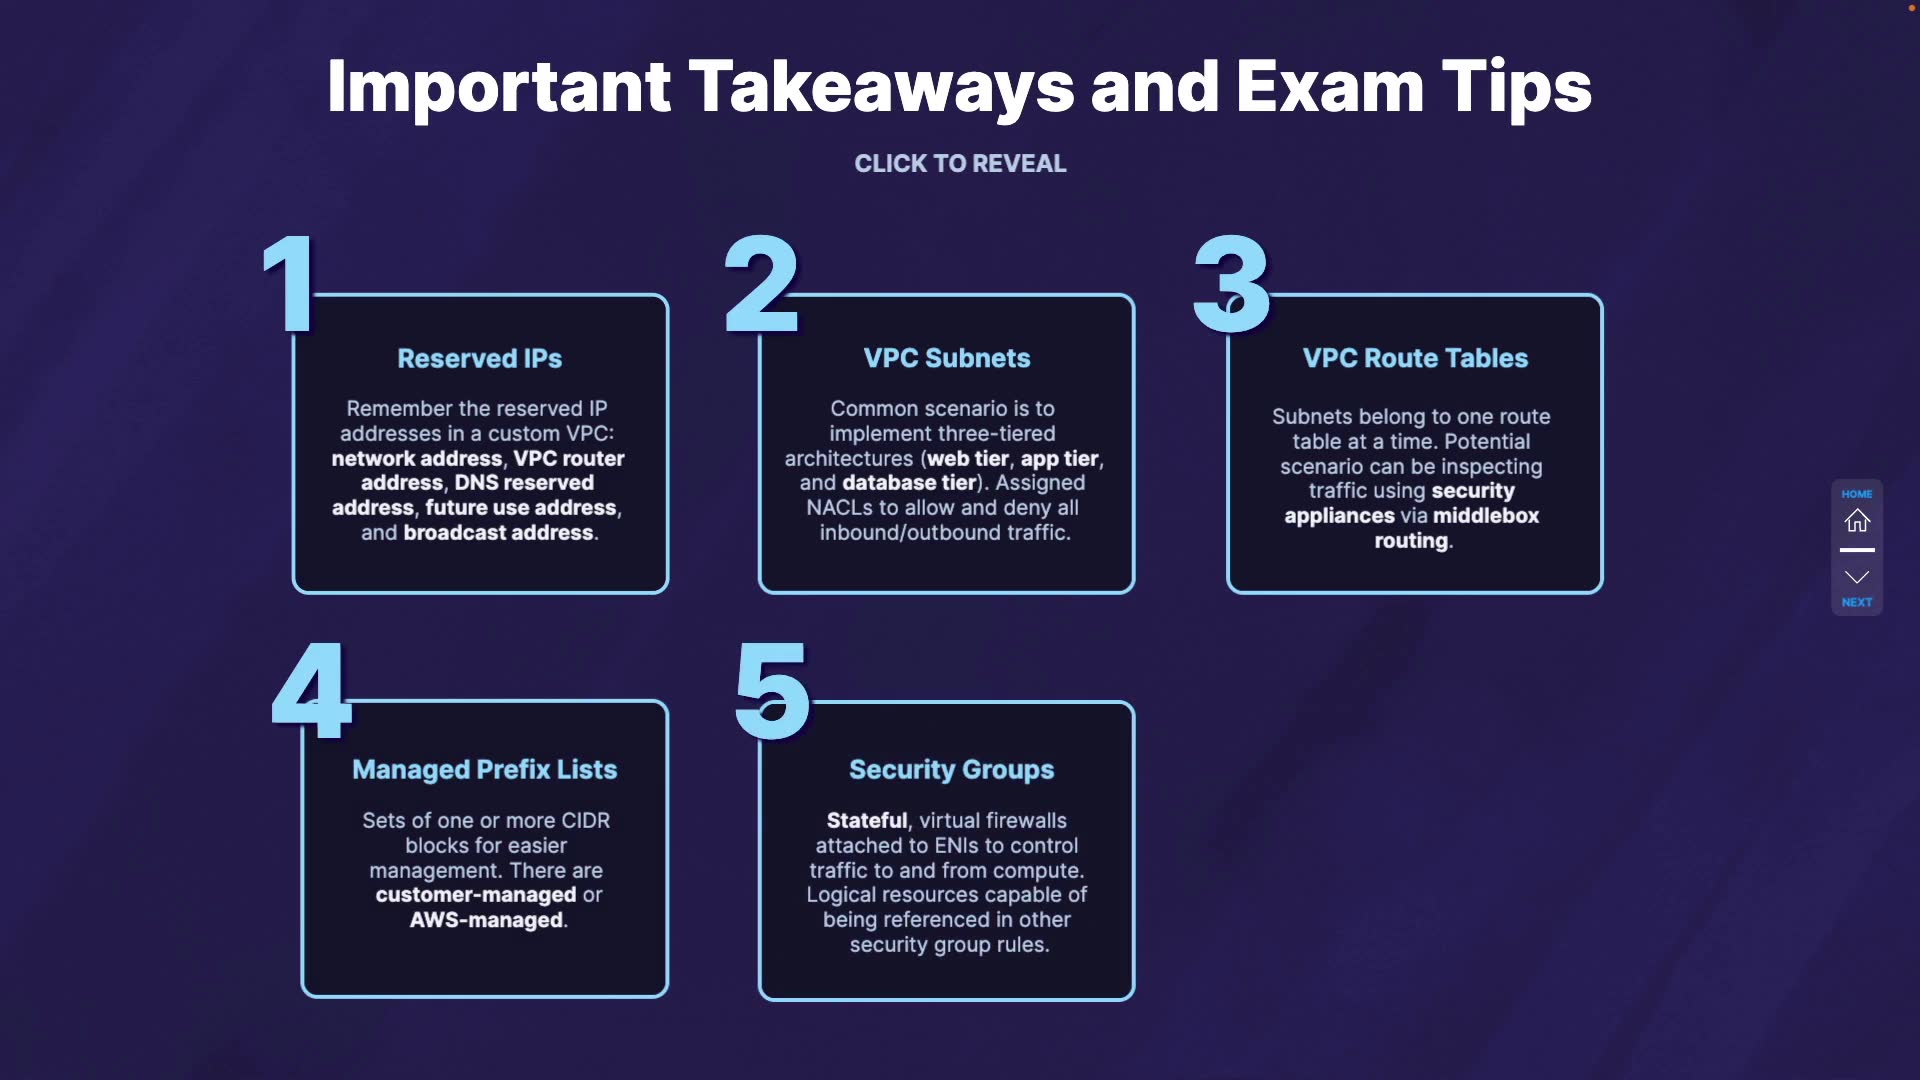 Important Takeaways and Exam Tips
CLICK TO REVEAL
1
Reserved IPs
Remember the reserved IP
addresses in a custom VPC:
network address, VPC router
address, DNS reserved
address, future use address,
and broadcast address.
2
VPC Subnets
Common scenario is to
implement three-tiered
architectures (web tier, app tier,
and database tier). Assigned
NACLs to allow and deny all
inbound/outbound traffic.
3
VPC Route Tables
Subnets belong to one route
table at a time. Potential
scenario can be inspecting
traffic using security
appliances via middlebox
routing.
4
Managed Prefix Lists
Sets of one or more CIDR
blocks for easier
management. There are
customer-managed or
AWS-managed.
5
Security Groups
Stateful, virtual firewalls
attached to ENIs to control
traffic to and from compute.
Logical resources capable of
being referenced in other
security group rules.
HOME
NEXT